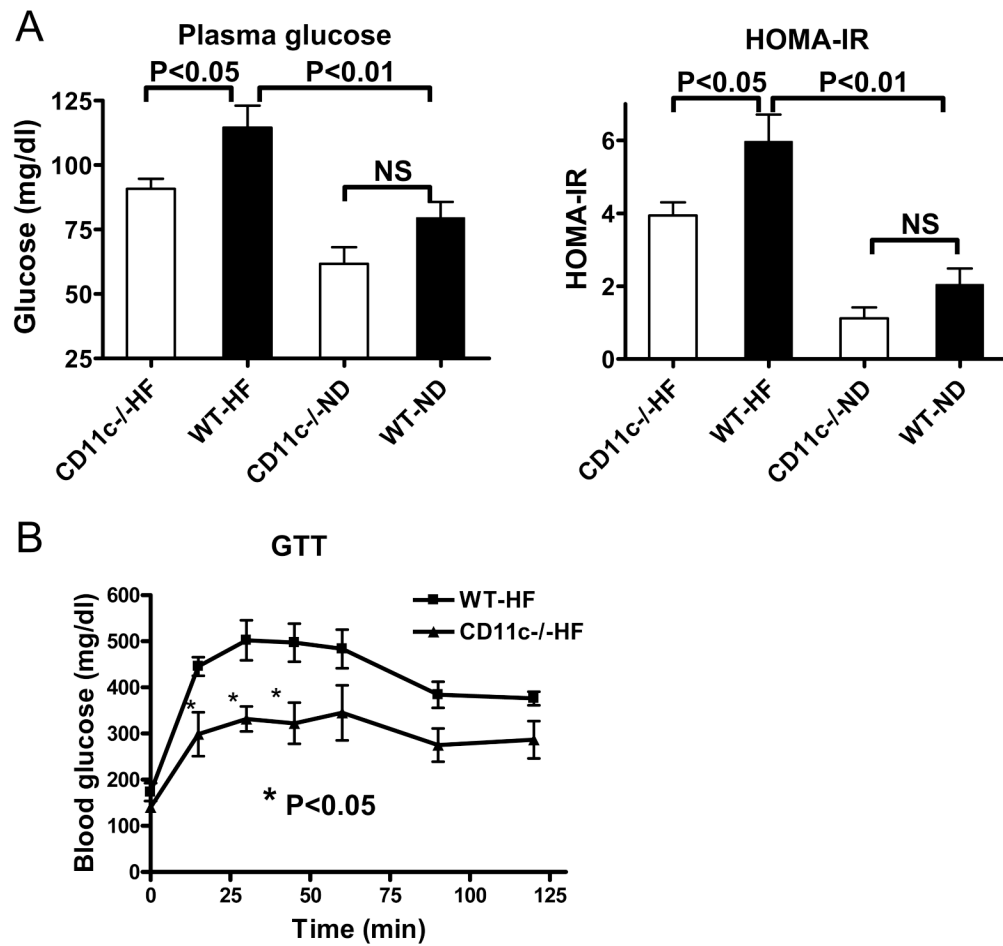 A
Plasma glucose
P<0.05
P<0.01
NS
Glucose (mg/dl)
125
100
75
50
25
CD11c-/-HF
WT-HF
CD11c-/-ND
WT-ND
HOMA-IR
P<0.05
P<0.01
NS
HOMA-IR
6
4
2
0
CD11c-/-HF
WT-HF
CD11c-/-ND
WT-ND
B
GTT
WT-HF
CD11c-/-HF
Blood glucose (mg/dl)
600
500
400
300
200
100
0
* * *
* P<0.05
0 25 50 75 100 125
Time (min)